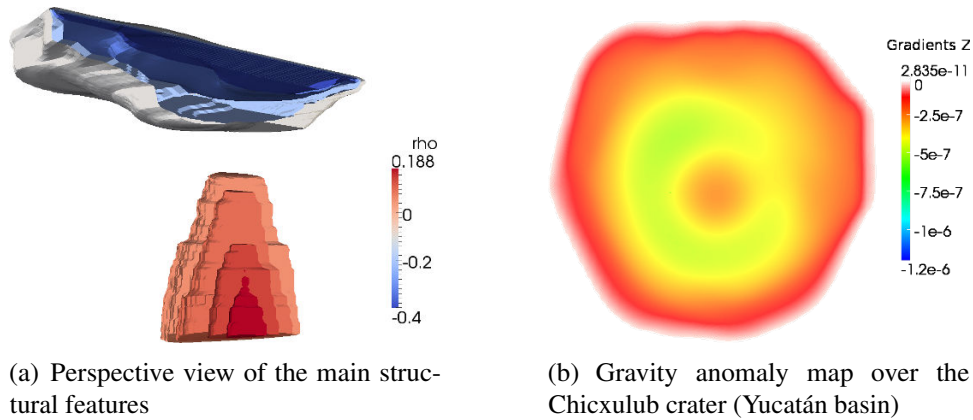 rho
0.188
0
-0.2
-0.4
Gradients Z
2.835e-11
0
-2.5e-7
-5e-7
-7.5e-7
-1e-6
-1.2e-6
(a) Perspective view of the main struc-
tural features
(b) Gravity anomaly map over the
Chicxulub crater (Yucatán basin)